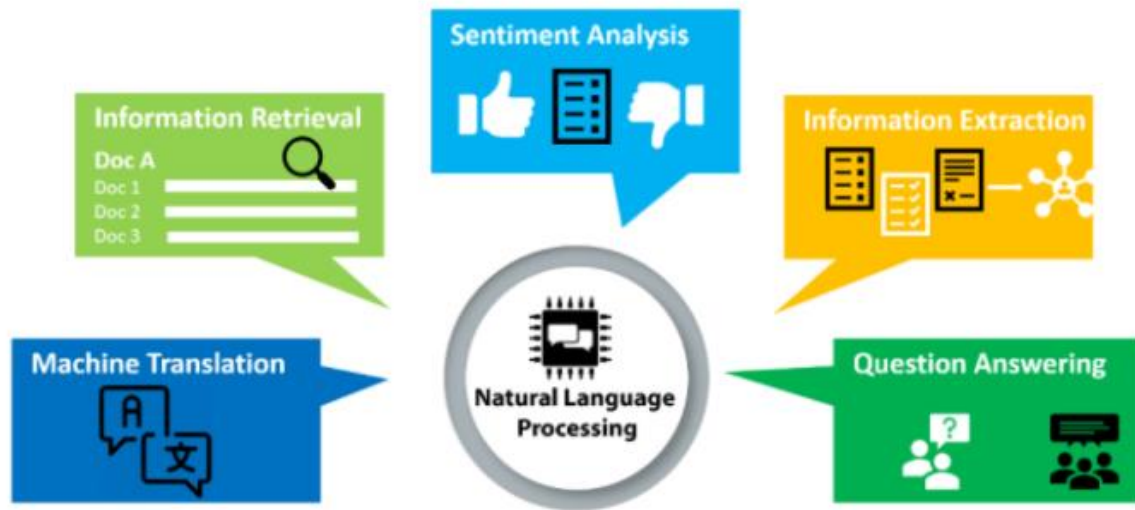 Sentiment Analysis
Information Retrieval
Doc A
Doc 1
Doc 2
Doc 3
Information Extraction
Machine Translation
A
文
Natural Language
Processing
Question Answering
?